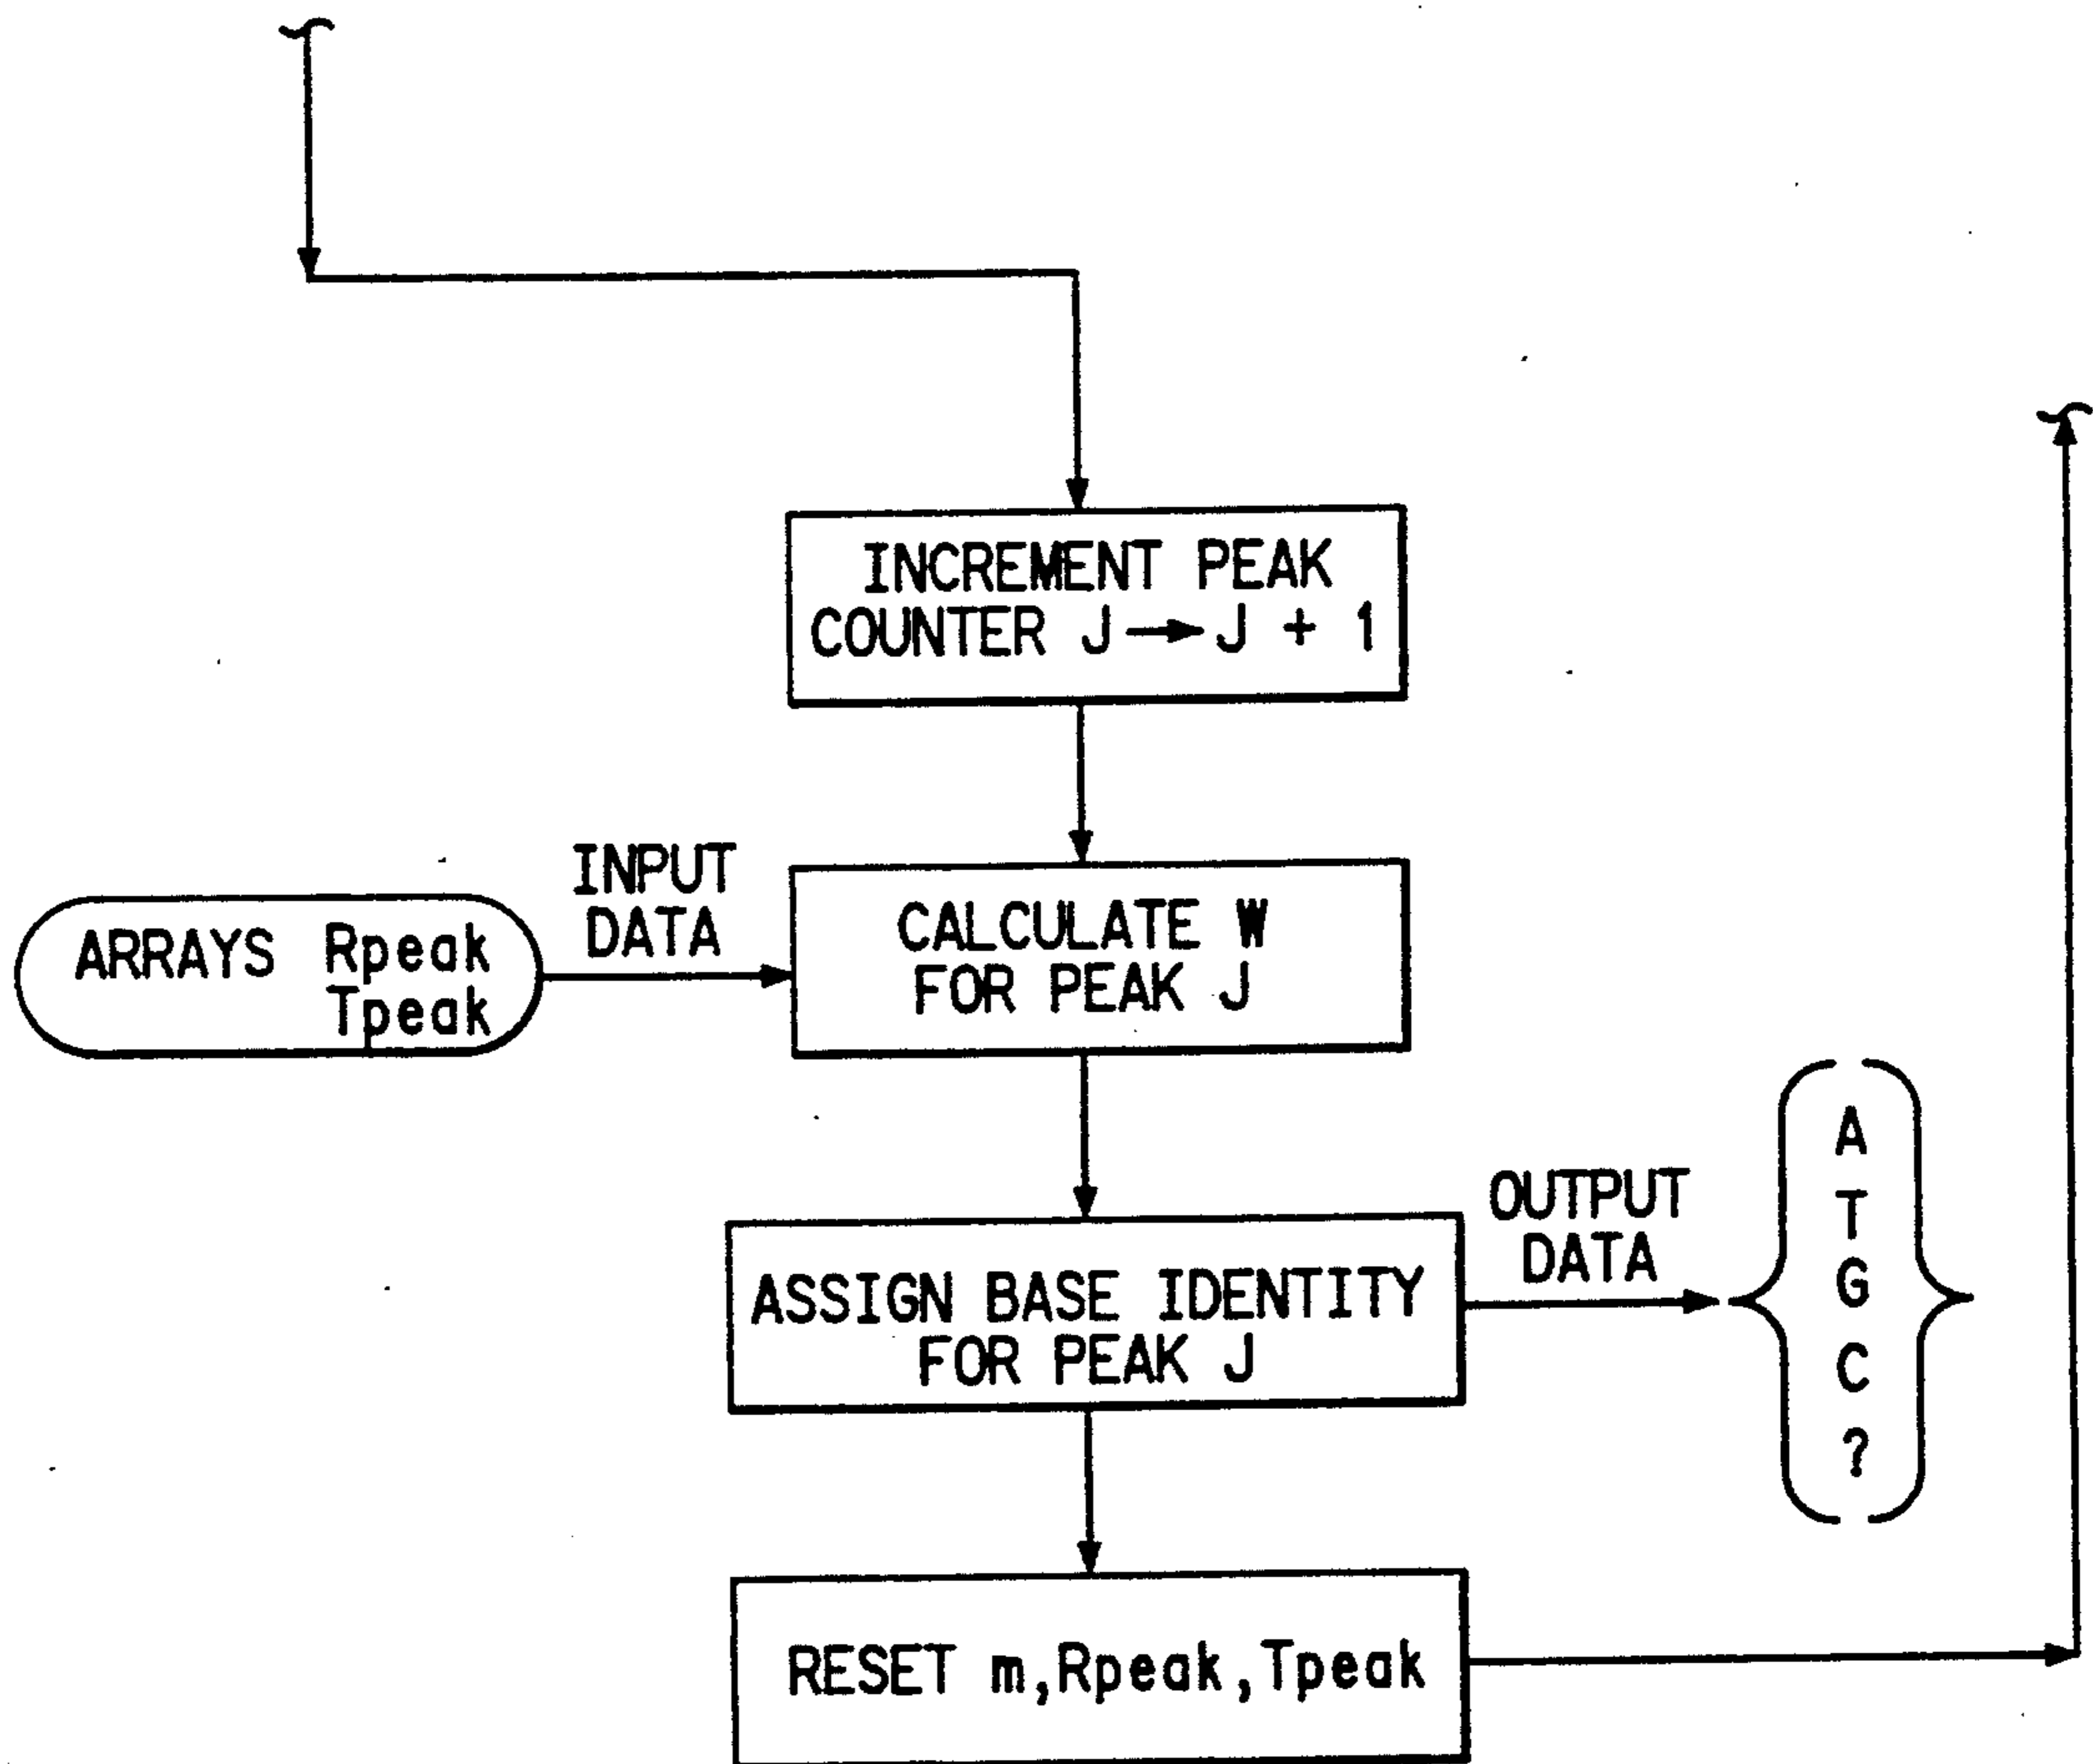 INCREMENT PEAK
COUNTER J → J + 1
INPUT
DATA
ARRAYS Rpeak
Tpeak
CALCULATE W
FOR PEAK J
ASSIGN BASE IDENTITY
FOR PEAK J
OUTPUT
DATA
A
T
G
C
?
RESET m,Rpeak,Tpeak